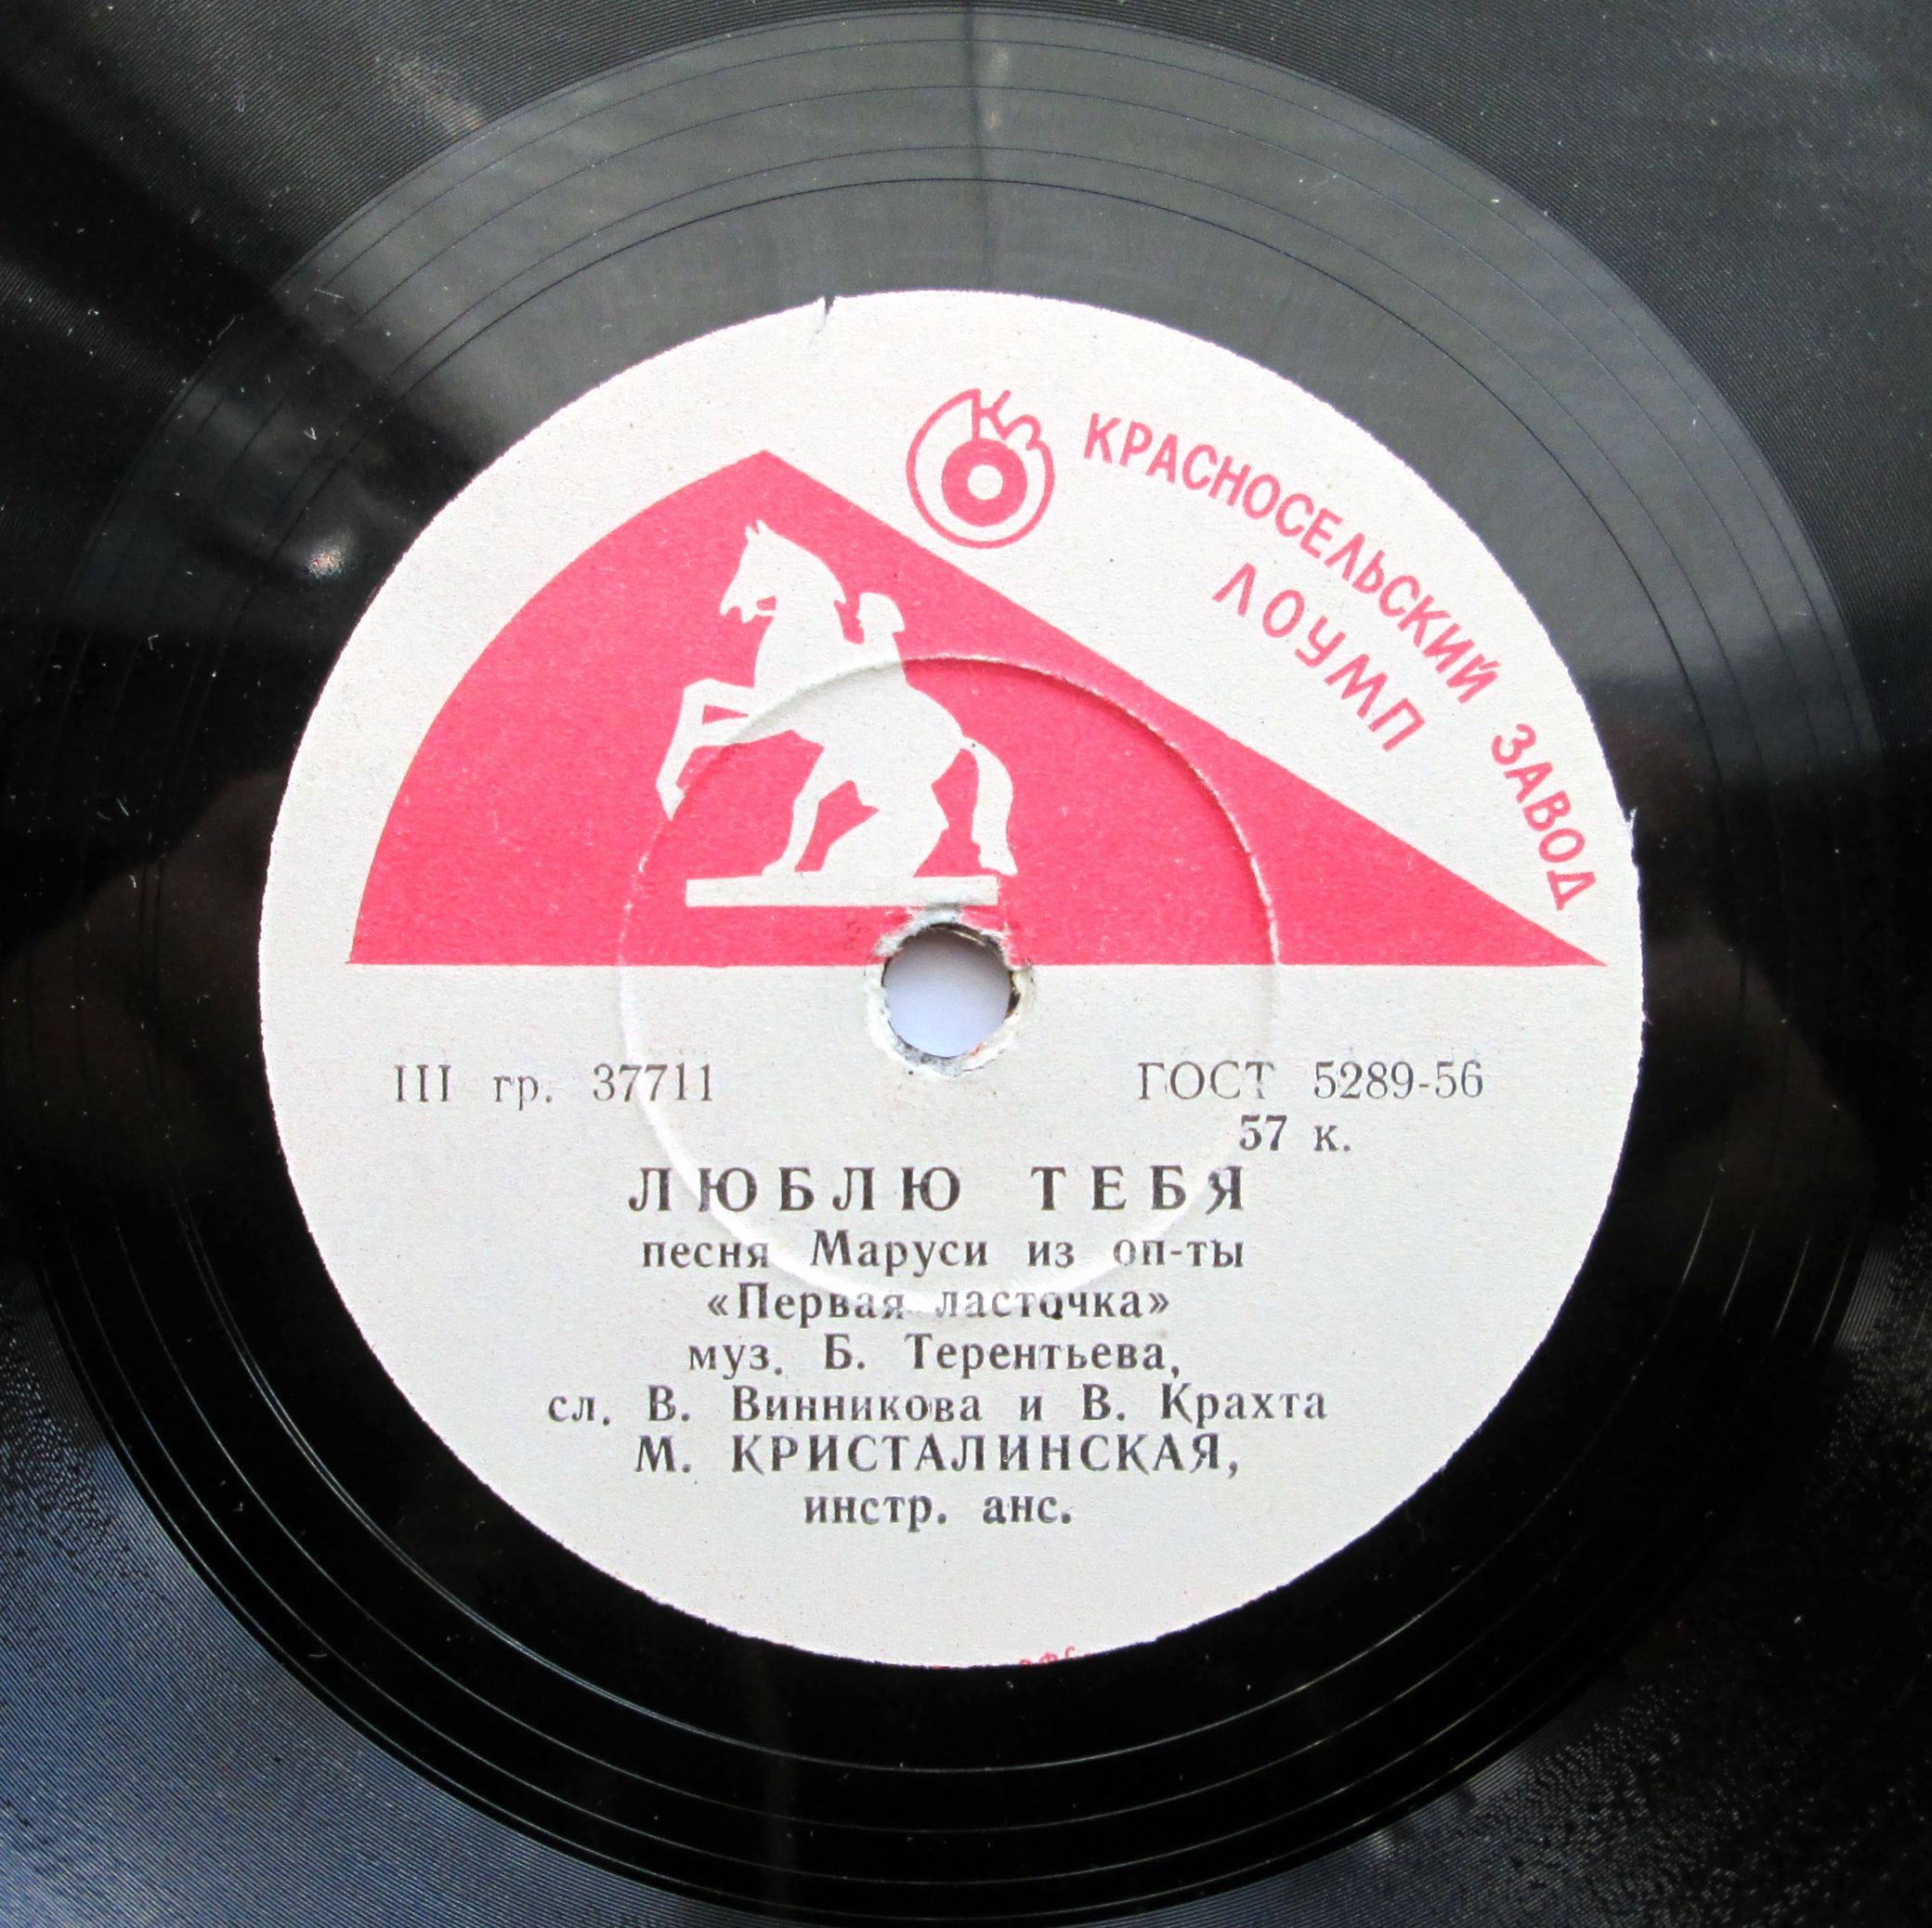 КРАСНОСЕЛЬСКИЙ ЗАВОД
ЛОУМП
III гр. 37711
ГОСТ 5289-56
57 к.
ЛЮБЛЮ ТЕБЯ
песня Маруси из оп-ты
«Первая ласточка»
муз. Б. Терентьева,
сл. В. Винникова и В. Крахта
М. КРИСТАЛИНСКАЯ,
инстр. анс.